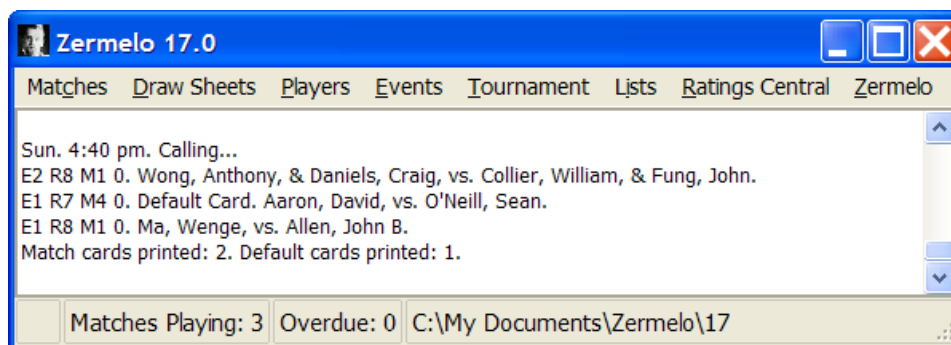 Zermelo 17.0
Matches Draw Sheets Players Events Tournament Lists Ratings Central Zermelo
Sun. 4:40 pm. Calling...
E2 R8 M1 0. Wong, Anthony, & Daniels, Craig, vs. Collier, William, & Fung, John.
E1 R7 M4 0. Default Card. Aaron, David, vs. O'Neill, Sean.
E1 R8 M1 0. Ma, Wenge, vs. Allen, John B.
Match cards printed: 2. Default cards printed: 1.
Matches Playing: 3 Overdue: 0 C:\My Documents\Zermelo\17